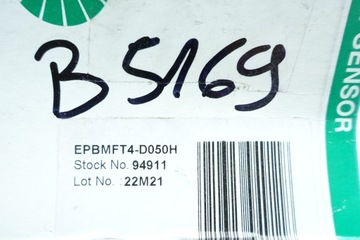 B5169
SENSOR
EPBMFT4-D050H
Stock No. 94911
Lot No. :22M21